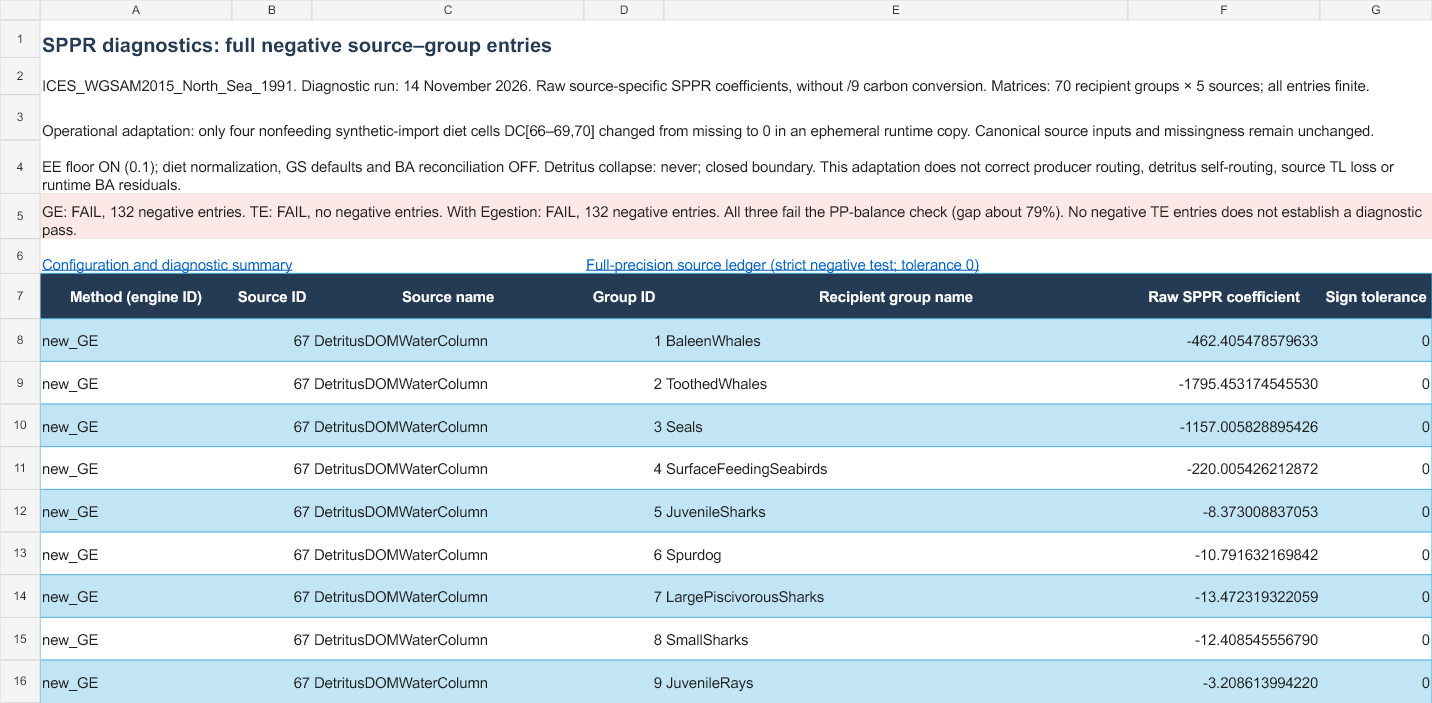 A B C D E F G
1 SPPR diagnostics: full negative source–group entries
2 ICES_WGSAM2015_North_Sea_1991. Diagnostic run: 14 November 2026. Raw source-specific SPPR coefficients, without /9 carbon conversion. Matrices: 70 recipient groups × 5 sources; all entries finite.
3 Operational adaptation: only four nonfeeding synthetic-import diet cells DC[66–69,70] changed from missing to 0 in an ephemeral runtime copy. Canonical source inputs and missingness remain unchanged.
4 EE floor ON (0.1); diet normalization, GS defaults and BA reconciliation OFF. Detritus collapse: never; closed boundary. This adaptation does not correct producer routing, detritus self-routing, source TL loss or
runtime BA residuals.
5 GE: FAIL, 132 negative entries. TE: FAIL, no negative entries. With Egestion: FAIL, 132 negative entries. All three fail the PP-balance check (gap about 79%). No negative TE entries does not establish a diagnostic
pass.
6 Configuration and diagnostic summary Full-precision source ledger (strict negative test; tolerance 0)
7 Method (engine ID) Source ID Source name Group ID Recipient group name Raw SPPR coefficient Sign tolerance
8 new_GE 67 DetritusDOMWaterColumn 1 BaleenWhales -462.405478579633 0
9 new_GE 67 DetritusDOMWaterColumn 2 ToothedWhales -1795.453174545530 0
10 new_GE 67 DetritusDOMWaterColumn 3 Seals -1157.005828895426 0
11 new_GE 67 DetritusDOMWaterColumn 4 SurfaceFeedingSeabirds -220.005426212872 0
12 new_GE 67 DetritusDOMWaterColumn 5 JuvenileSharks -8.373008837053 0
13 new_GE 67 DetritusDOMWaterColumn 6 Spurdog -10.791632169842 0
14 new_GE 67 DetritusDOMWaterColumn 7 LargePiscivorousSharks -13.472319322059 0
15 new_GE 67 DetritusDOMWaterColumn 8 SmallSharks -12.408545556790 0
16 new_GE 67 DetritusDOMWaterColumn 9 JuvenileRays -3.208613994220 0